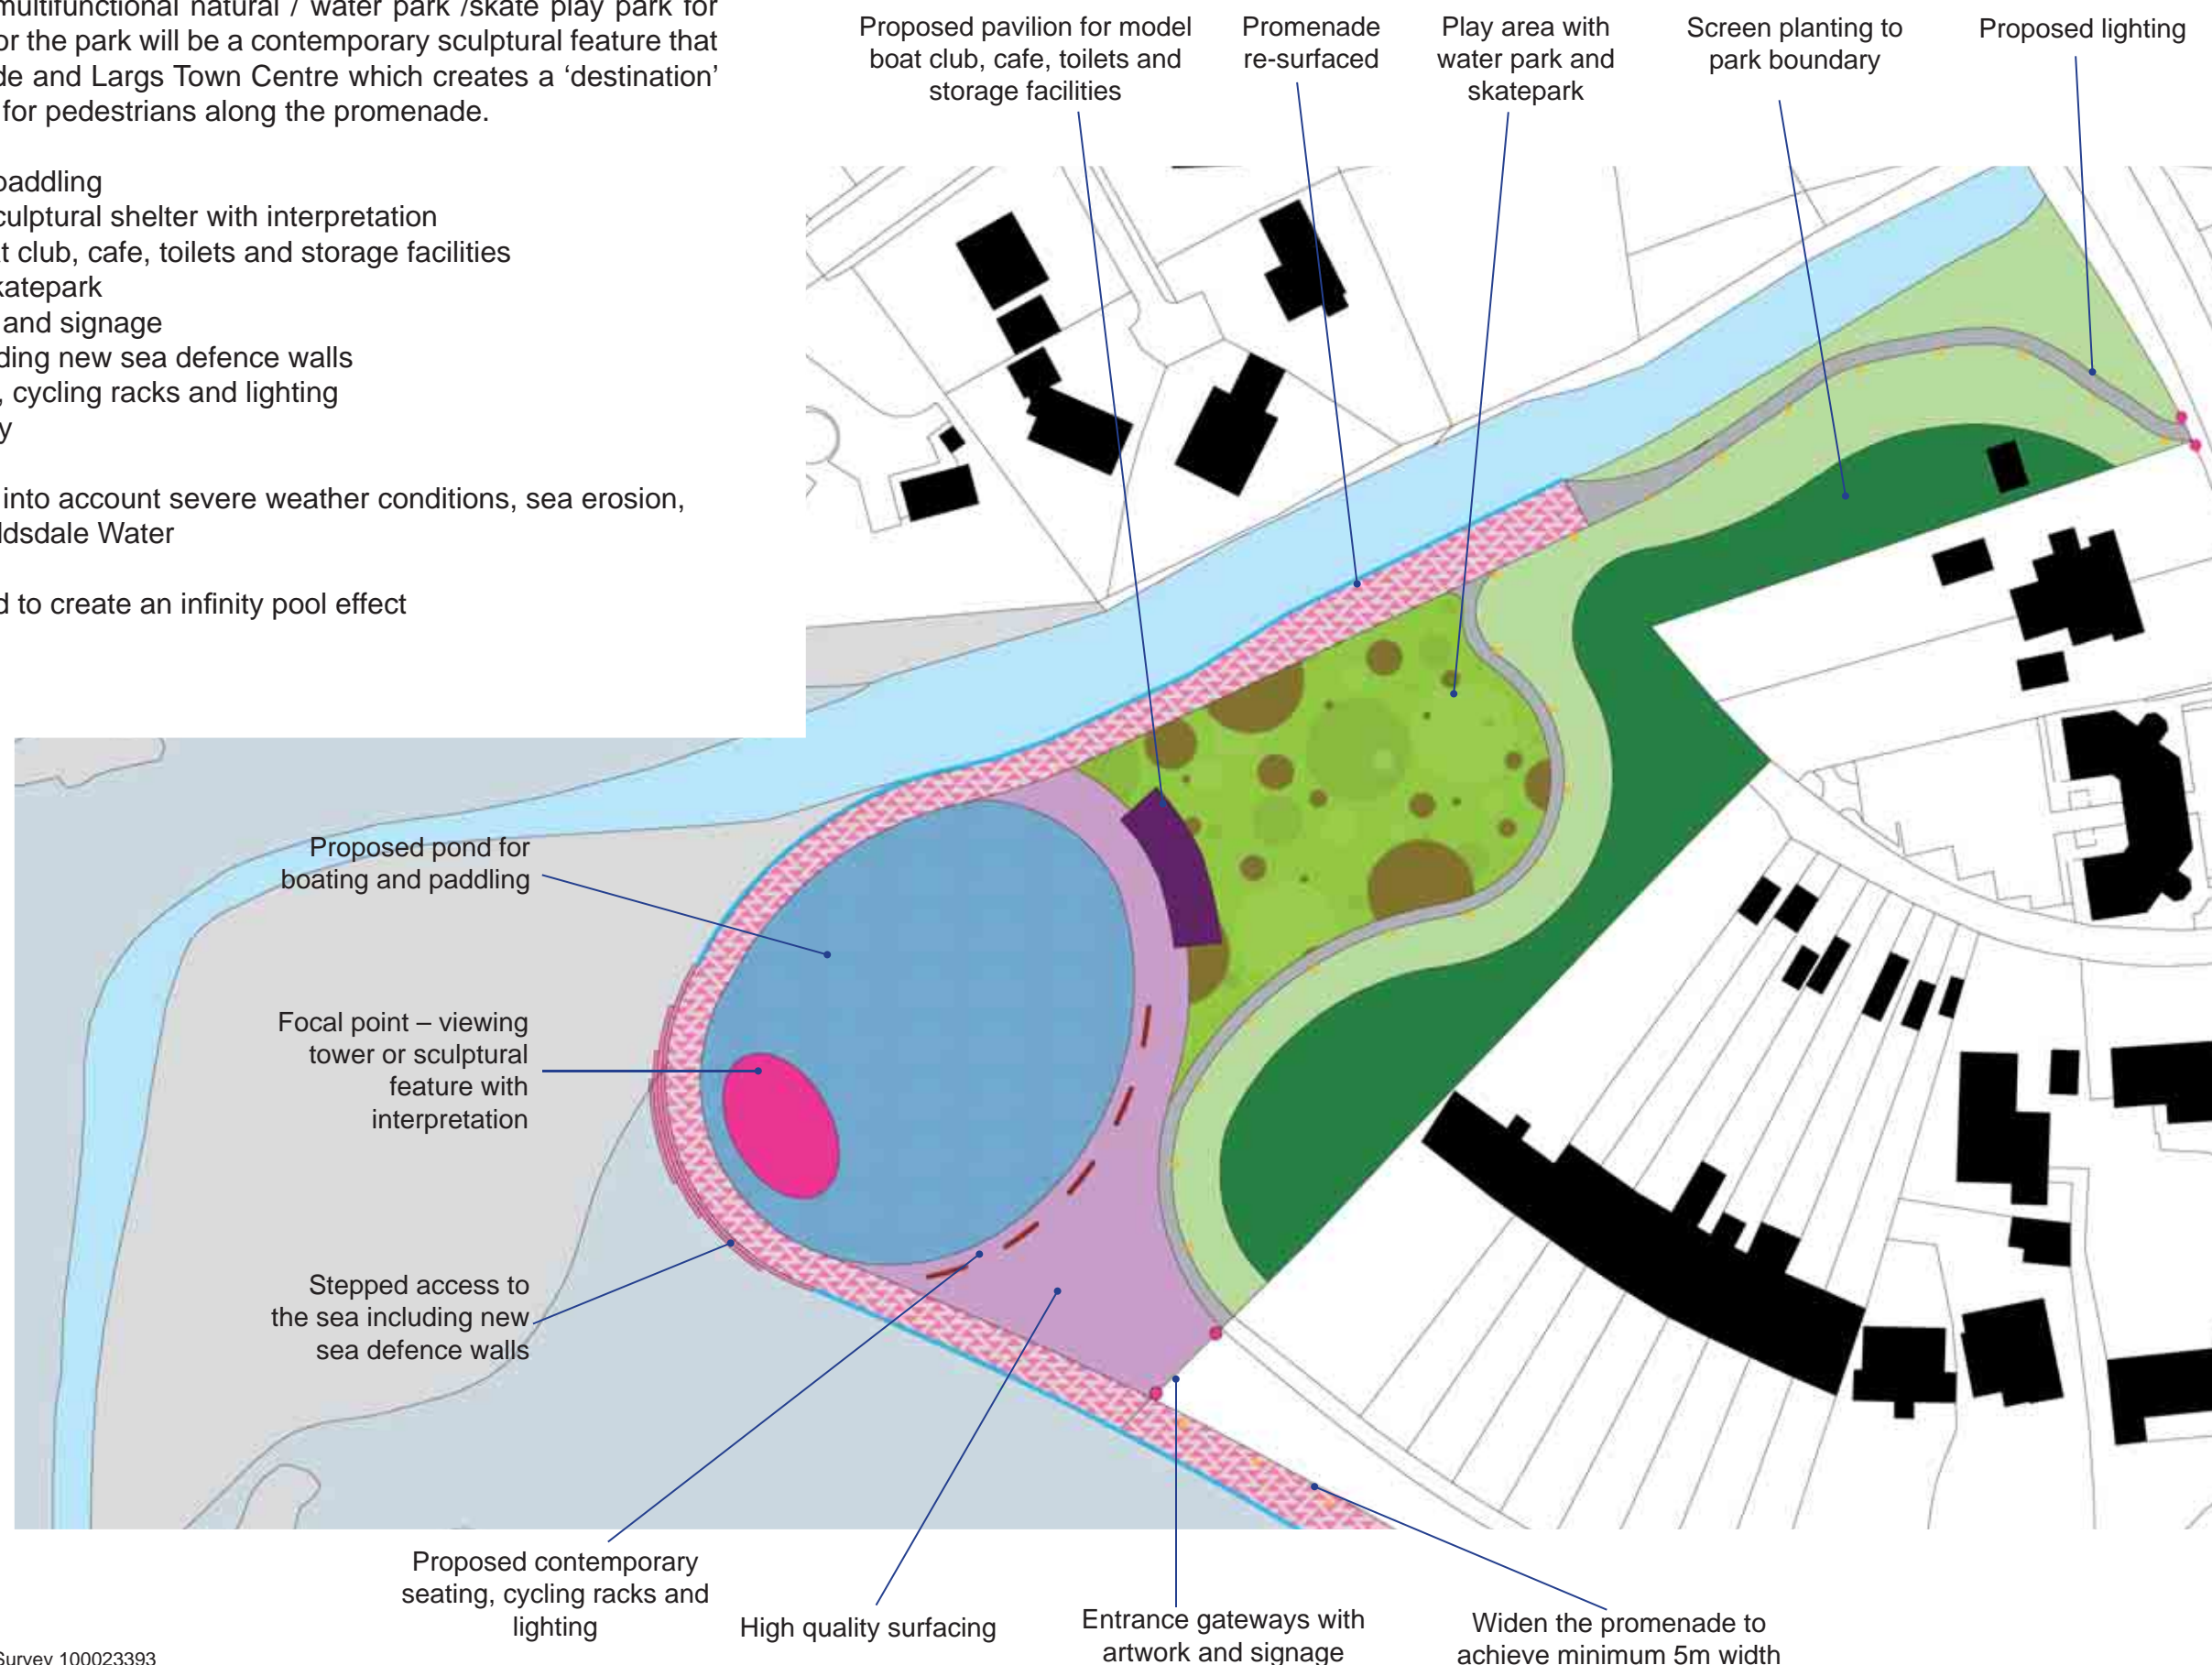 multifunctional natural / water park /skate play park for
or the park will be a contemporary sculptural feature that
de and Largs Town Centre which creates a ‘destination’
for pedestrians along the promenade.
paddling
culptural shelter with interpretation
at club, cafe, toilets and storage facilities
katepark
and signage
ding new sea defence walls
, cycling racks and lighting
y
into account severe weather conditions, sea erosion,
ldsdale Water
d to create an infinity pool effect
Proposed pavilion for model
boat club, cafe, toilets and
storage facilities
Promenade
re-surfaced
Play area with
water park and
skatepark
Screen planting to
park boundary
Proposed lighting
Proposed pond for
boating and paddling
Focal point – viewing
tower or sculptural
feature with
interpretation
Stepped access to
the sea including new
sea defence walls
Proposed contemporary
seating, cycling racks and
lighting
High quality surfacing
Entrance gateways with
artwork and signage
Widen the promenade to
achieve minimum 5m width
Survey 100023393